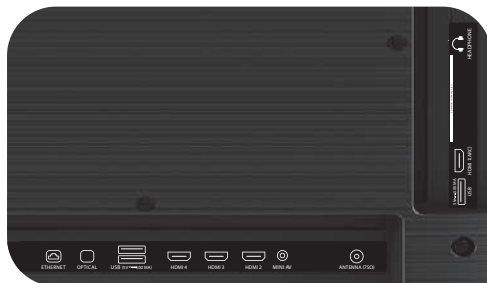 HEADPHONE
HDMI 1(ARC)
USB
ETHERNET
OPTICAL
USB
HDMI 4
HDMI 3
HDMI 2
MINI AV
ANTENNA (75Ω)